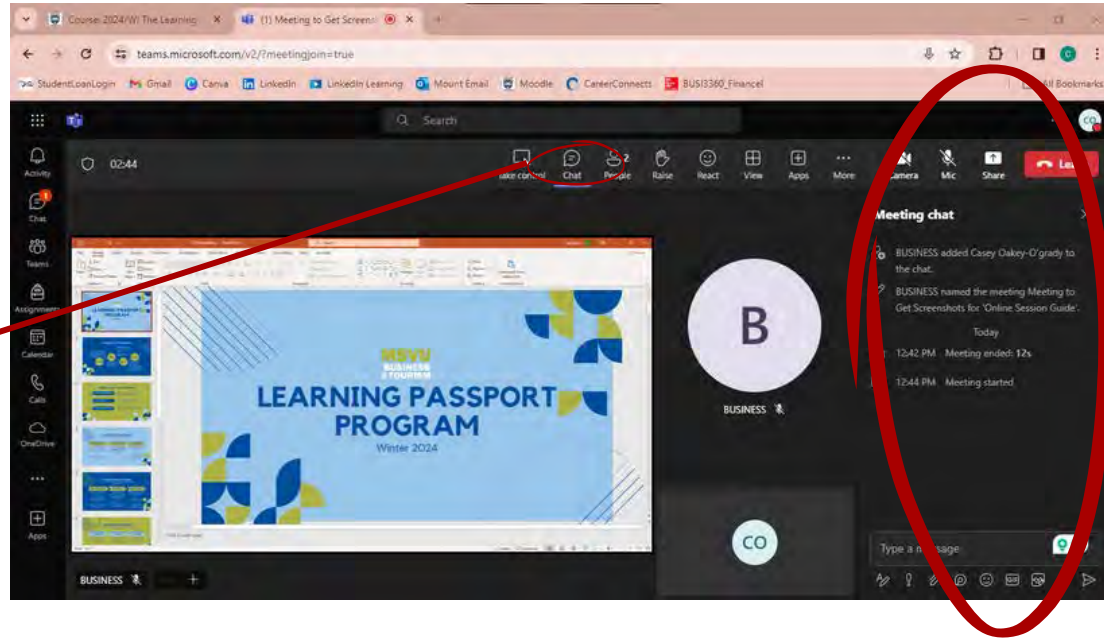 Course: 2024/WI The Learning
(1) Meeting to Get Screens
teams.microsoft.com/v2/?meetingjoin=true
StudentLoanLogin Gmail Canva LinkedIn LinkedIn Learning Mount Email Moodle CareerConnects BUSI3360_Financel All Bookmarks
Search
CO
02:44
Take control Chat 2 People Raise React View Apps More Camera Mic Share Leave
Activity
Chat
Teams
Assignments
Calendar
Calls
OneDrive
Apps
MSVU
BUSINESS
& TOURISM
LEARNING PASSPORT
PROGRAM
Winter 2024
B
BUSINESS
CO
BUSINESS
Meeting chat
BUSINESS added Casey Oakey-O'grady to
the chat.
BUSINESS named the meeting Meeting to
Get Screenshots for 'Online Session Guide'.
Today
12:42 PM Meeting ended: 12s
12:44 PM Meeting started
Type a message